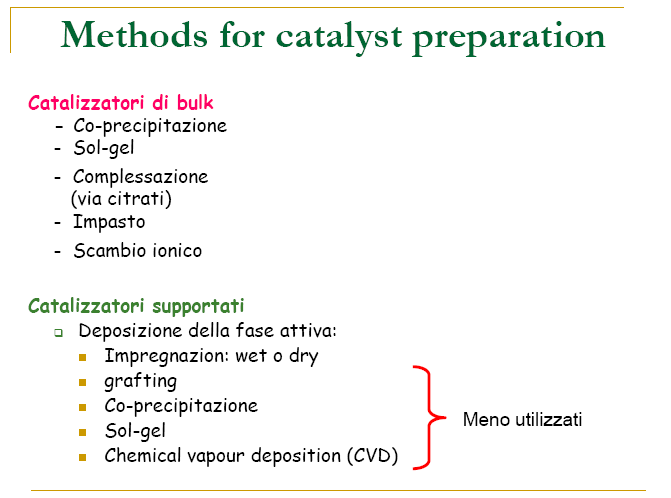 Methods for catalyst preparation
Catalizzatori di bulk
- Co-precipitazione
- Sol-gel
- Complessazione
(via citrati)
- Impasto
- Scambio ionico
Catalizzatori supportati
Deposizione della fase attiva:
Impregnazion: wet o dry
grafting
Co-precipitazione
Sol-gel
Chemical vapour deposition (CVD)
Meno utilizzati